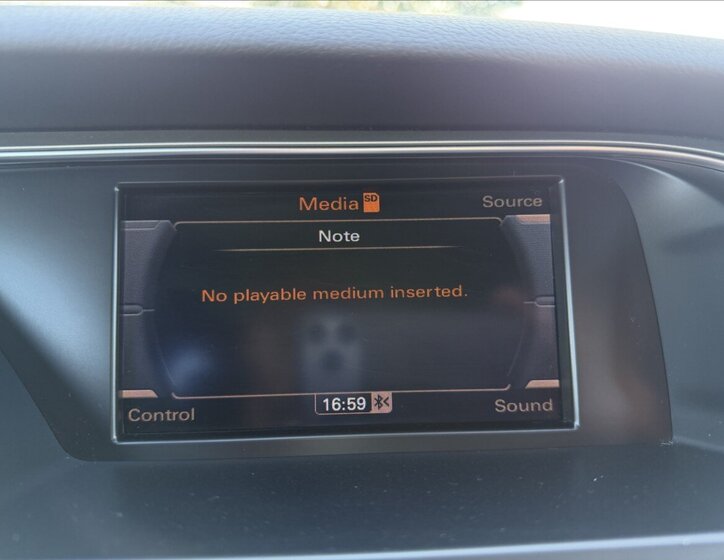 Media SD
Source
Note
No playable medium inserted.
Control
16:59
Sound